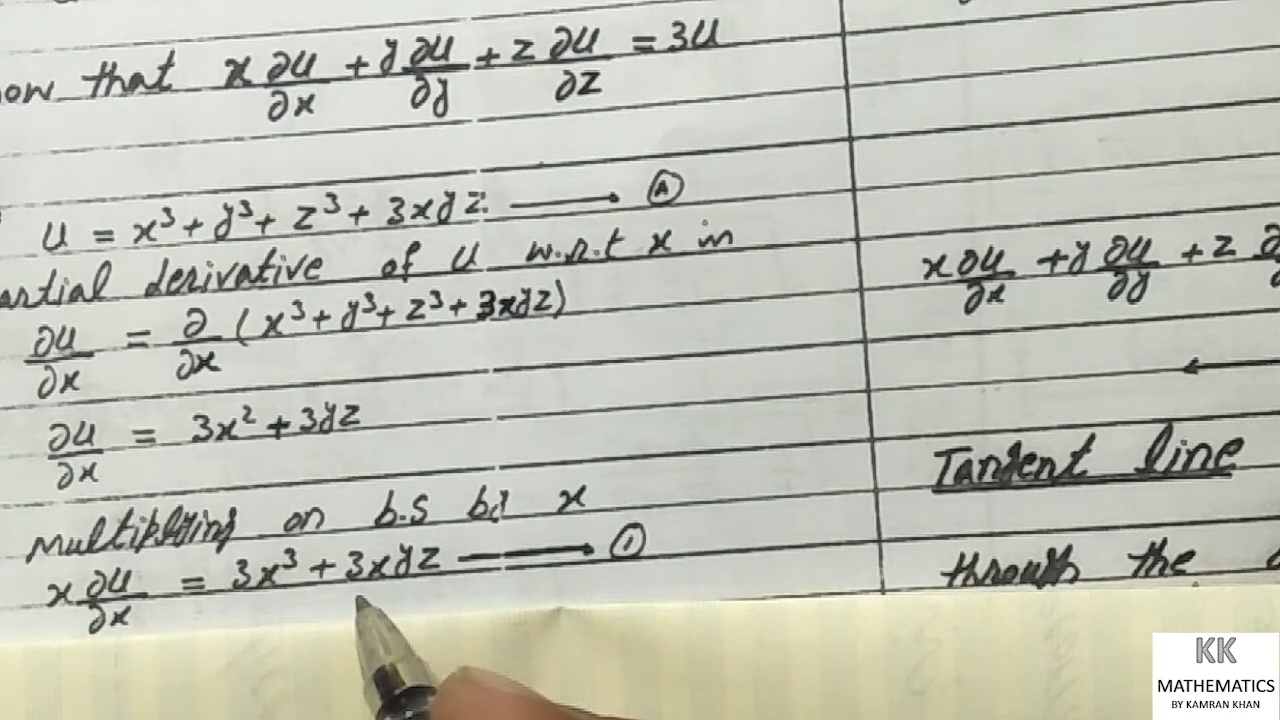 ow that x ∂u/∂x + y ∂u/∂y + z ∂u/∂z = 3u
u = x³ + y³ + z³ + 3xyz. ⟶ Ⓐ
artial derivative of u w.r.t x in
∂u/∂x = ∂/∂x (x³ + y³ + z³ + 3xyz)
∂u/∂x = 3x² + 3yz
Multiplying on b.s by x
x ∂u/∂x = 3x³ + 3xyz ⟶ ①
x ∂u/∂x + y ∂u/∂y + z ∂
←
Tangent line
through the
KK
MATHEMATICS
BY KAMRAN KHAN